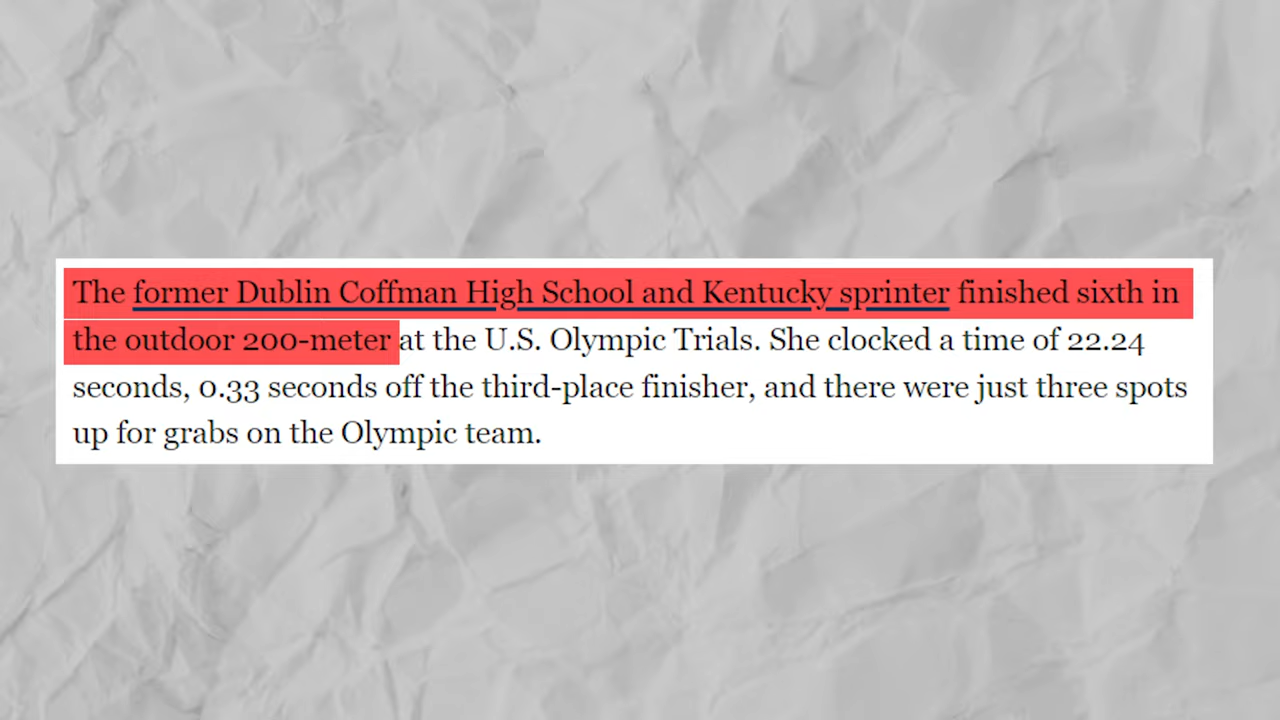 The former Dublin Coffman High School and Kentucky sprinter finished sixth in
the outdoor 200-meter at the U.S. Olympic Trials. She clocked a time of 22.24
seconds, 0.33 seconds off the third-place finisher, and there were just three spots
up for grabs on the Olympic team.